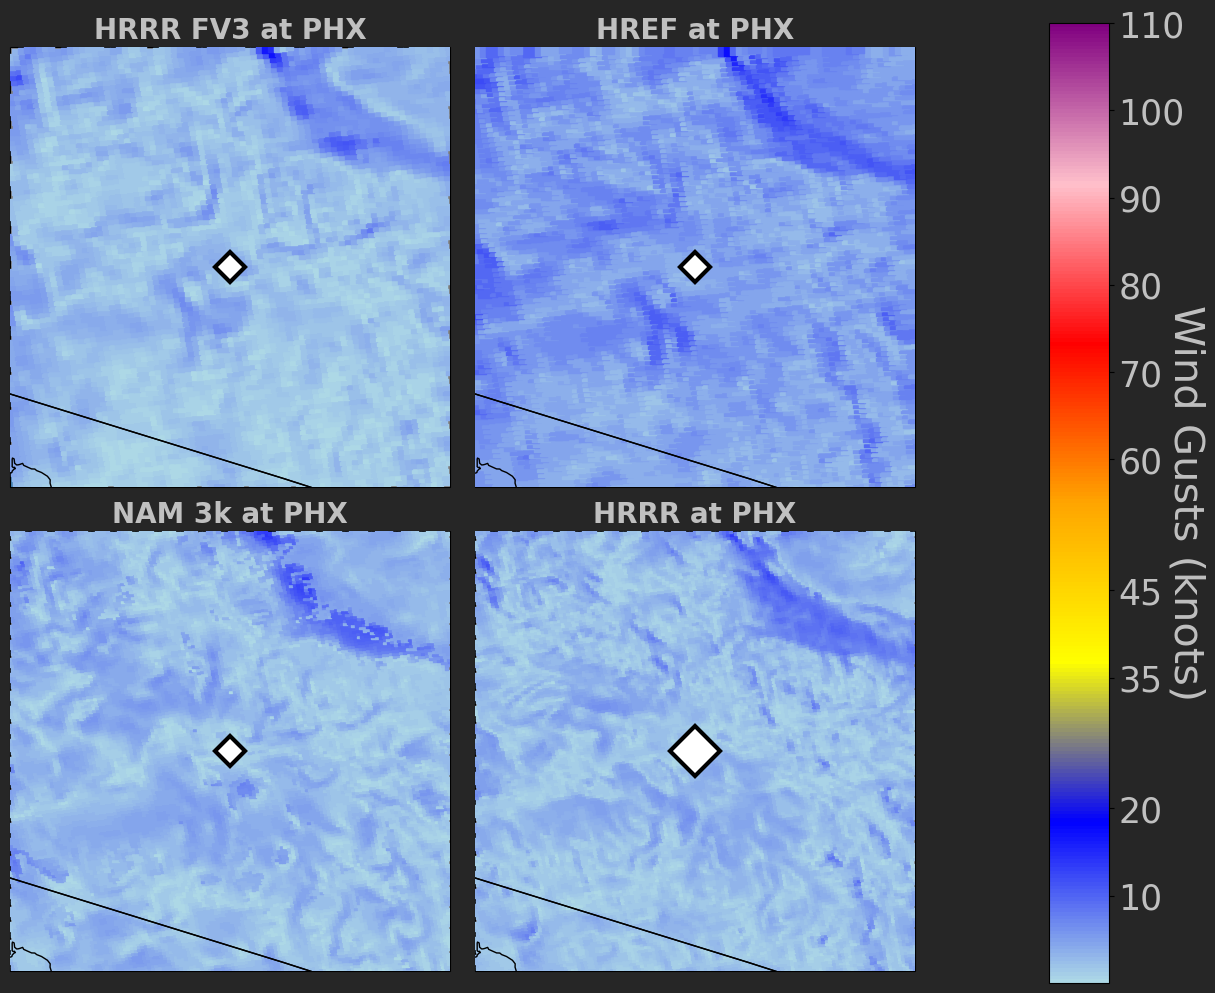 HRRR FV3 at PHX
HREF at PHX
NAM 3k at PHX
HRRR at PHX
110
100
90
80
70
60
45
35
20
10
Wind Gusts (knots)